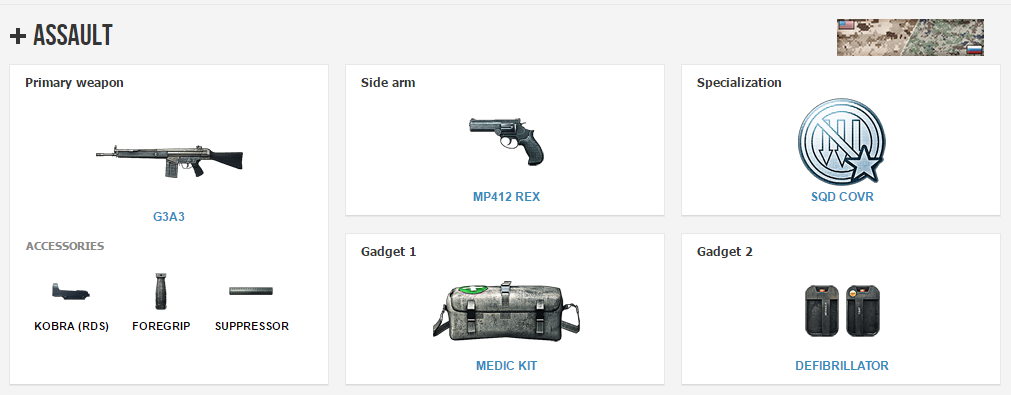 + ASSAULT
Primary weapon
G3A3
ACCESSORIES
KOBRA (RDS) FOREGRIP SUPPRESSOR
Side arm
MP412 REX
Specialization
SQD COVR
Gadget 1
MEDIC KIT
Gadget 2
DEFIBRILLATOR